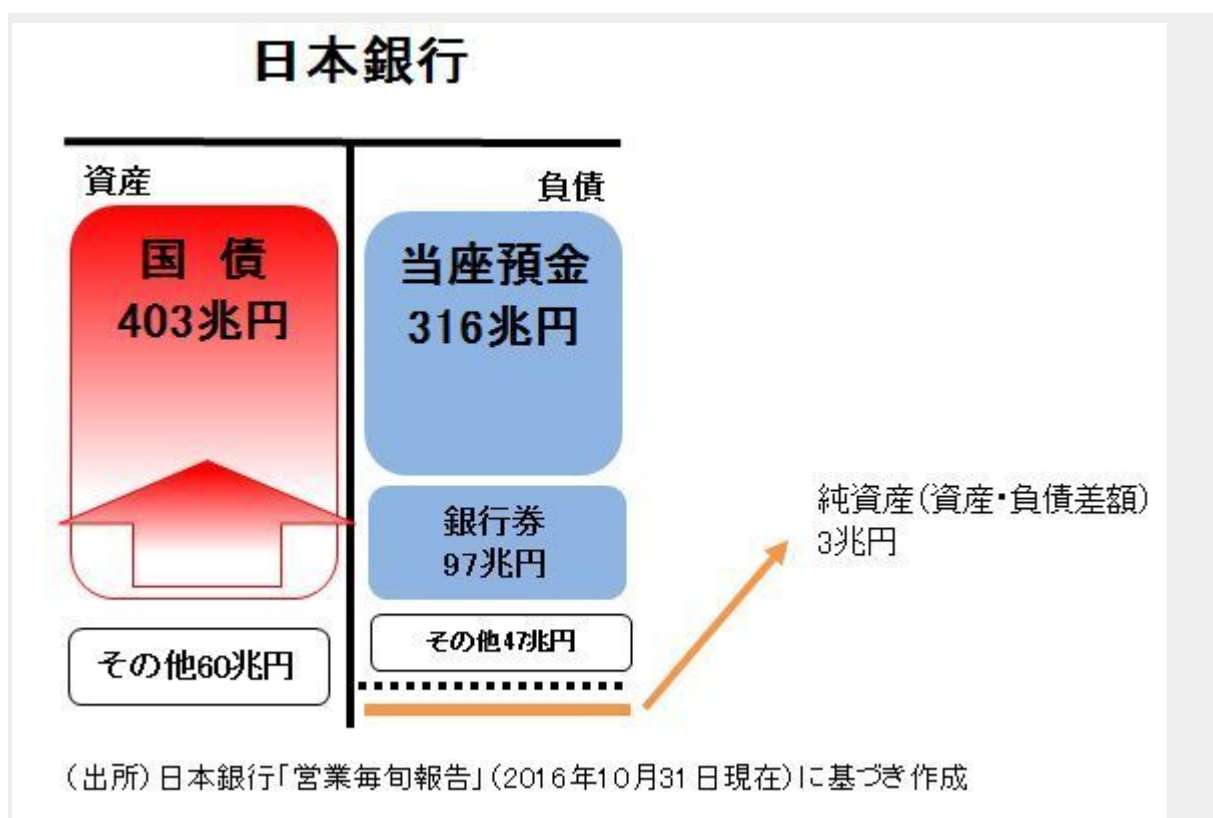 日本銀行
資産
国 債
403兆円
その他60兆円
負債
当座預金
316兆円
銀行券
97兆円
その他47兆円
純資産(資産・負債差額)
3兆円
(出所)日本銀行「営業毎旬報告」(2016年10月31日現在)に基づき作成